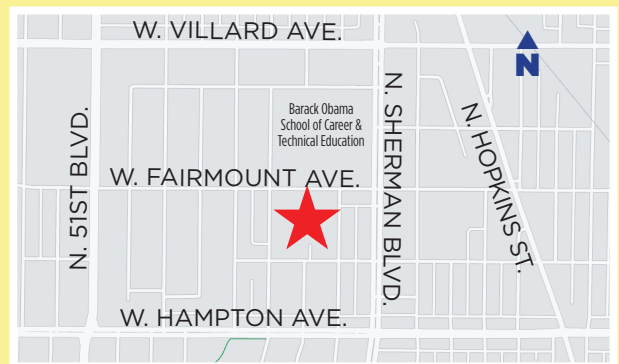 W. VILLARD AVE.
N
Barack Obama
School of Career &
Technical Education
N. 51ST BLVD.
N. SHERMAN BLVD.
N. HOPKINS ST.
W. FAIRMOUNT AVE.
W. HAMPTON AVE.